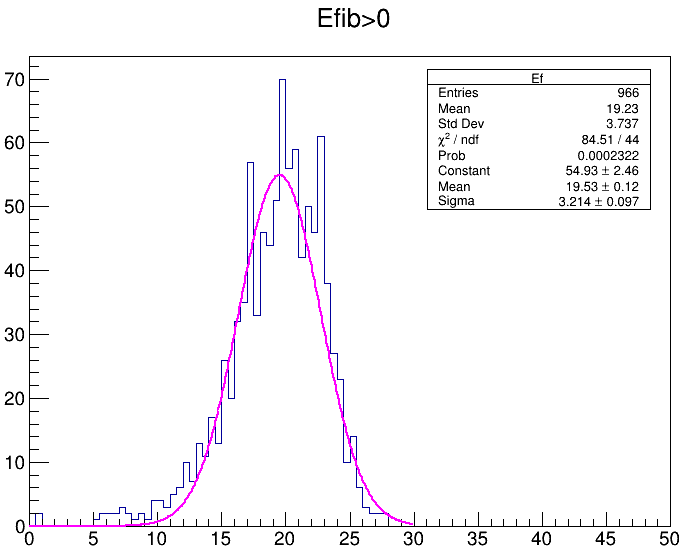 Efib>0
Ef
Entries 966
Mean 19.23
Std Dev 3.737
χ² / ndf 84.51 / 44
Prob 0.0002322
Constant 54.93 ± 2.46
Mean 19.53 ± 0.12
Sigma 3.214 ± 0.097
70
60
50
40
30
20
10
0
0 5 10 15 20 25 30 35 40 45 50